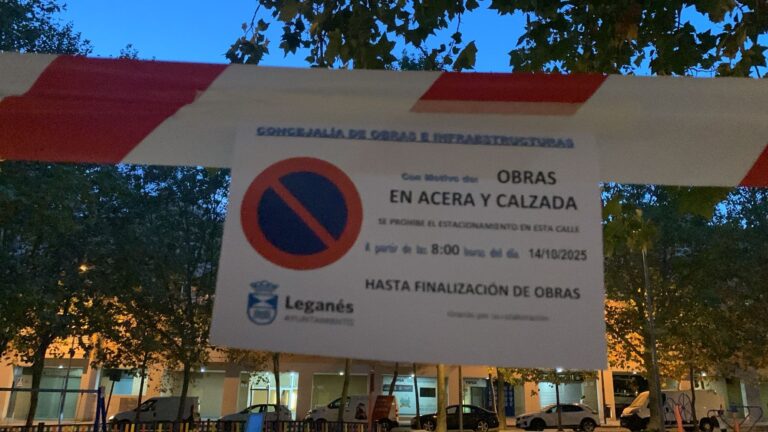 CONCEJALÍA DE OBRAS E INFRAESTRUCTURAS
Con Motivo de: OBRAS
EN ACERA Y CALZADA
SE PROHIBE EL ESTACIONAMIENTO EN ESTA CALLE
A partir de las 8:00 horas del día 14/10/2025
HASTA FINALIZACIÓN DE OBRAS
Gracias por su colaboración
Leganés
AYUNTAMIENTO